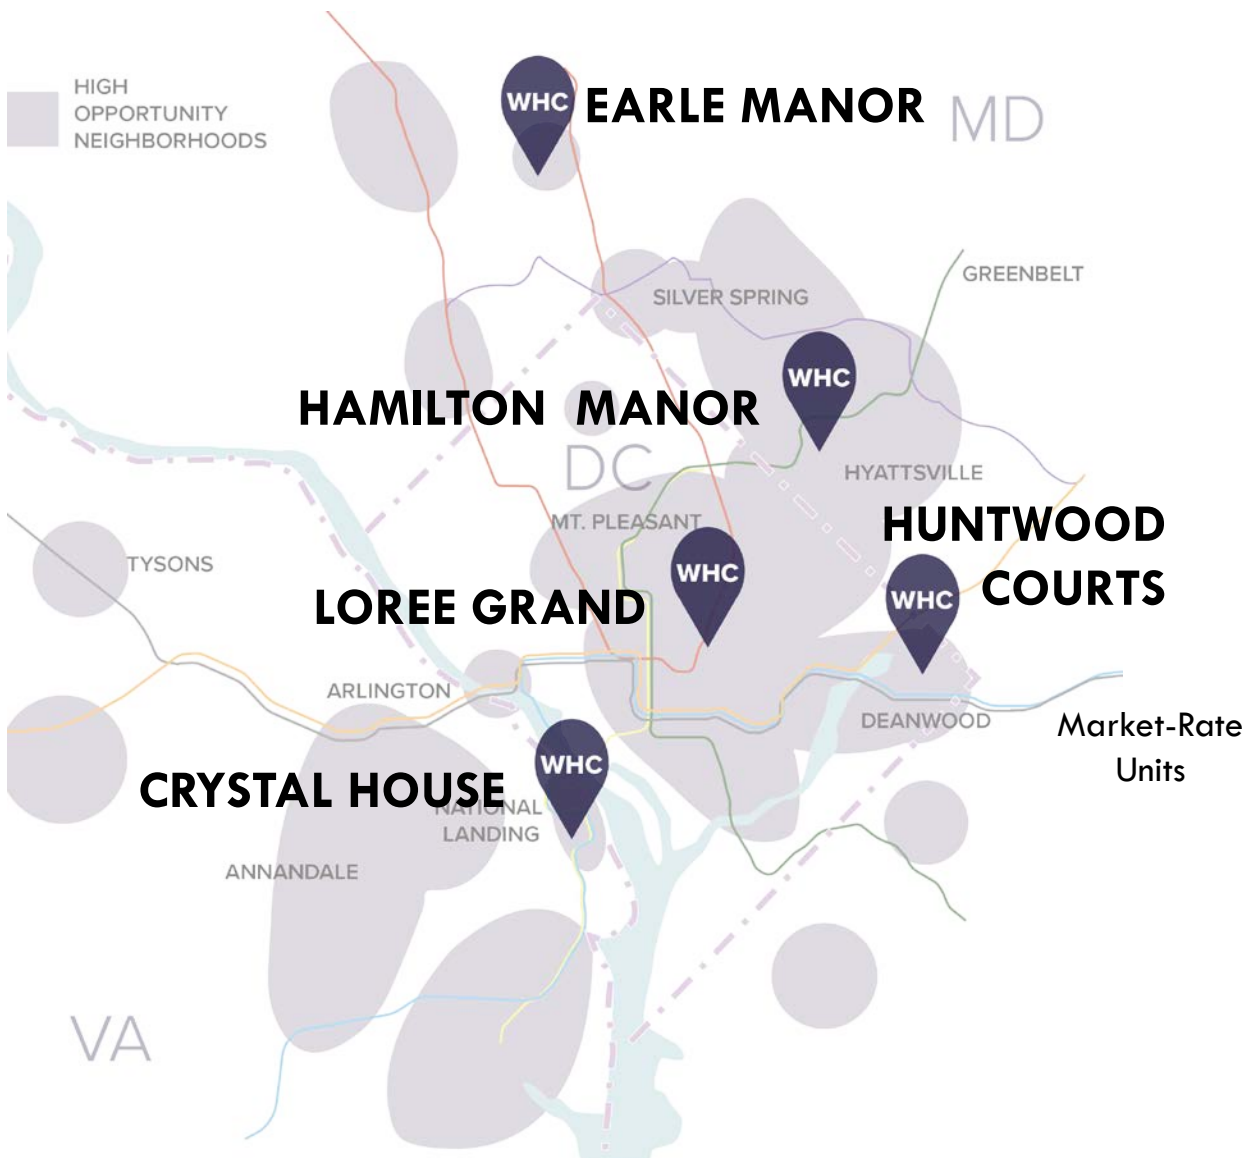 HIGH
OPPORTUNITY
NEIGHBORHOODS
WHC
EARLE MANOR
MD
GREENBELT
SILVER SPRING
WHC
HAMILTON  MANOR
DC
HYATTSVILLE
MT. PLEASANT
HUNTWOOD
COURTS
WHC
TYSONS
WHC
LOREE GRAND
ARLINGTON
DEANWOOD
Market-Rate
Units
WHC
CRYSTAL HOUSE
NATIONAL
LANDING
ANNANDALE
VA